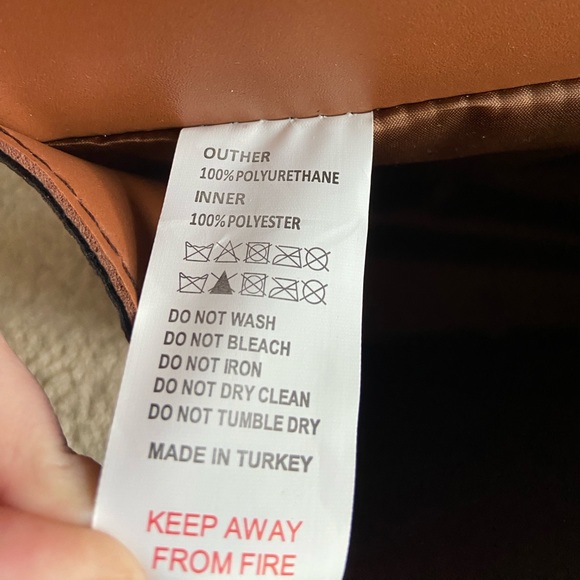 OUTHER
100% POLYURETHANE
INNER
100% POLYESTER
DO NOT WASH
DO NOT BLEACH
DO NOT IRON
DO NOT DRY CLEAN
DO NOT TUMBLE DRY
MADE IN TURKEY
KEEP AWAY
FROM FIRE